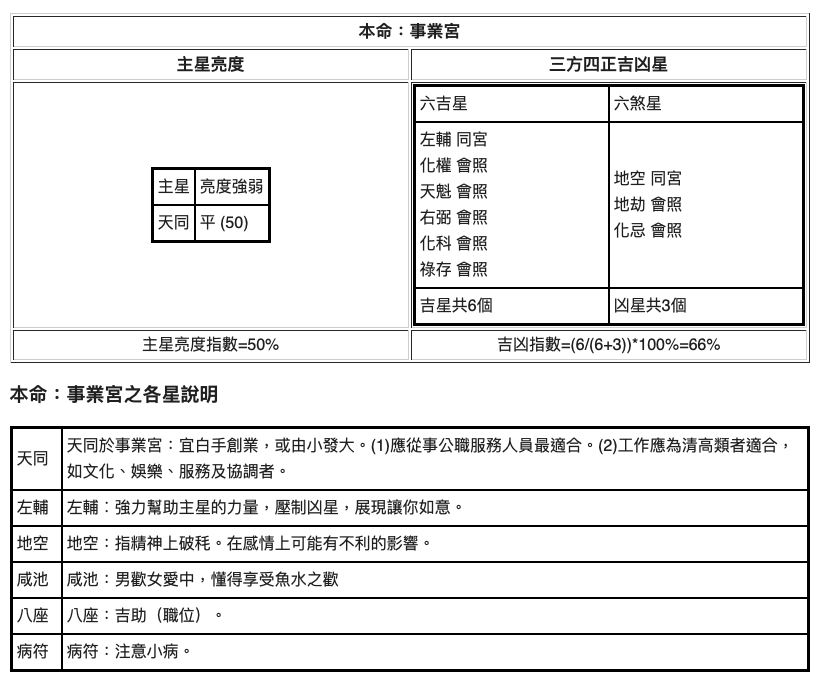 本命：事業宮
主星亮度
三方四正吉凶星
主星 亮度強弱
天同 平 (50)
六吉星
六煞星
左輔 同宮
化權 會照
天魁 會照
右弼 會照
化科 會照
祿存 會照
地空 同宮
地劫 會照
化忌 會照
吉星共6個
凶星共3個
主星亮度指數=50%
吉凶指數=(6/(6+3))*100%=66%
本命：事業宮之各星說明
天同
天同於事業宮：宜白手創業，或由小發大。(1)應從事公職服務人員最適合。(2)工作應為清高類者適合，
如文化、娛樂、服務及協調者。
左輔 左輔：強力幫助主星的力量，壓制凶星，展現讓你如意。
地空 地空：指精神上破秏。在感情上可能有不利的影響。
咸池 咸池：男歡女愛中，懂得享受魚水之歡
八座 八座：吉助（職位）。
病符 病符：注意小病。